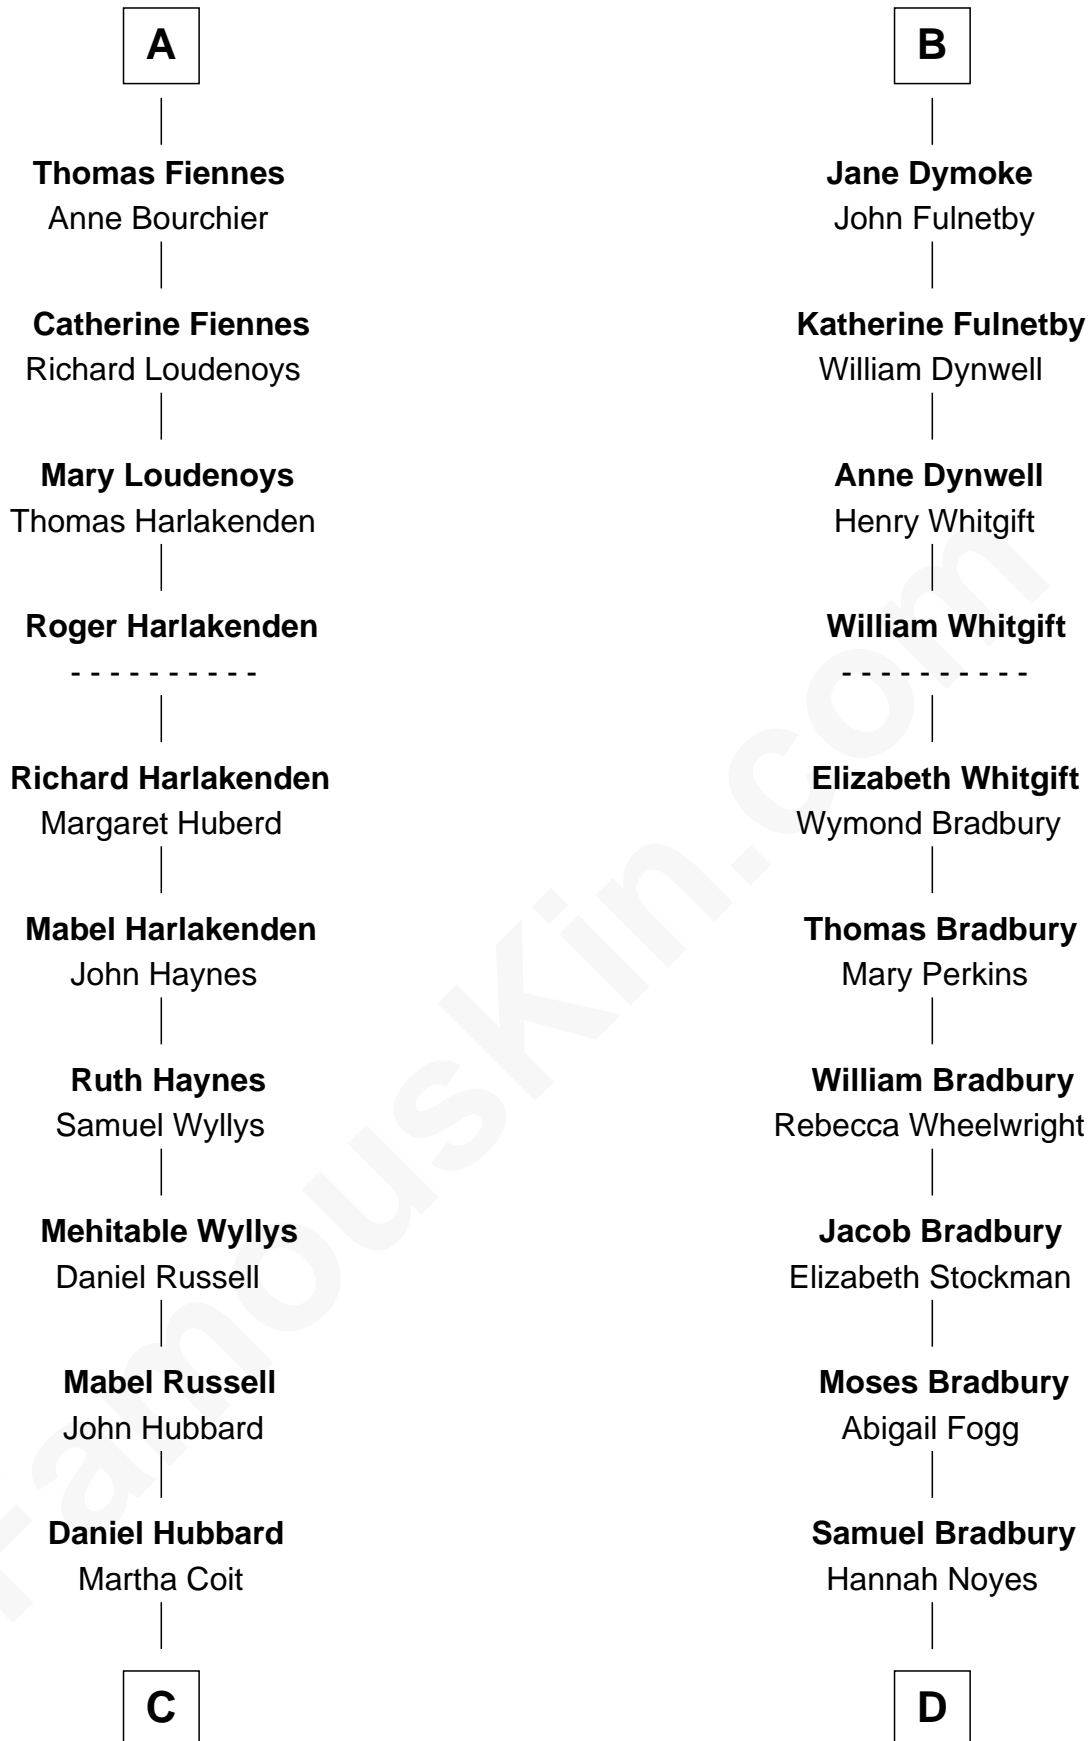 A
Thomas Fiennes
Anne Bourchier
Catherine Fiennes
Richard Loudenoys
Mary Loudenoys
Thomas Harlakenden
Roger Harlakenden
- - - - - - - - - -
Richard Harlakenden
Margaret Huberd
Mabel Harlakenden
John Haynes
Ruth Haynes
Samuel Wyllys
Mehitable Wyllys
Daniel Russell
Mabel Russell
John Hubbard
Daniel Hubbard
Martha Coit
C
B
Jane Dymoke
John Fulnetby
Katherine Fulnetby
William Dynwell
Anne Dynwell
Henry Whitgift
William Whitgift
- - - - - - - - - -
Elizabeth Whitgift
Wymond Bradbury
Thomas Bradbury
Mary Perkins
William Bradbury
Rebecca Wheelwright
Jacob Bradbury
Elizabeth Stockman
Moses Bradbury
Abigail Fogg
Samuel Bradbury
Hannah Noyes
D
FamousKin.com